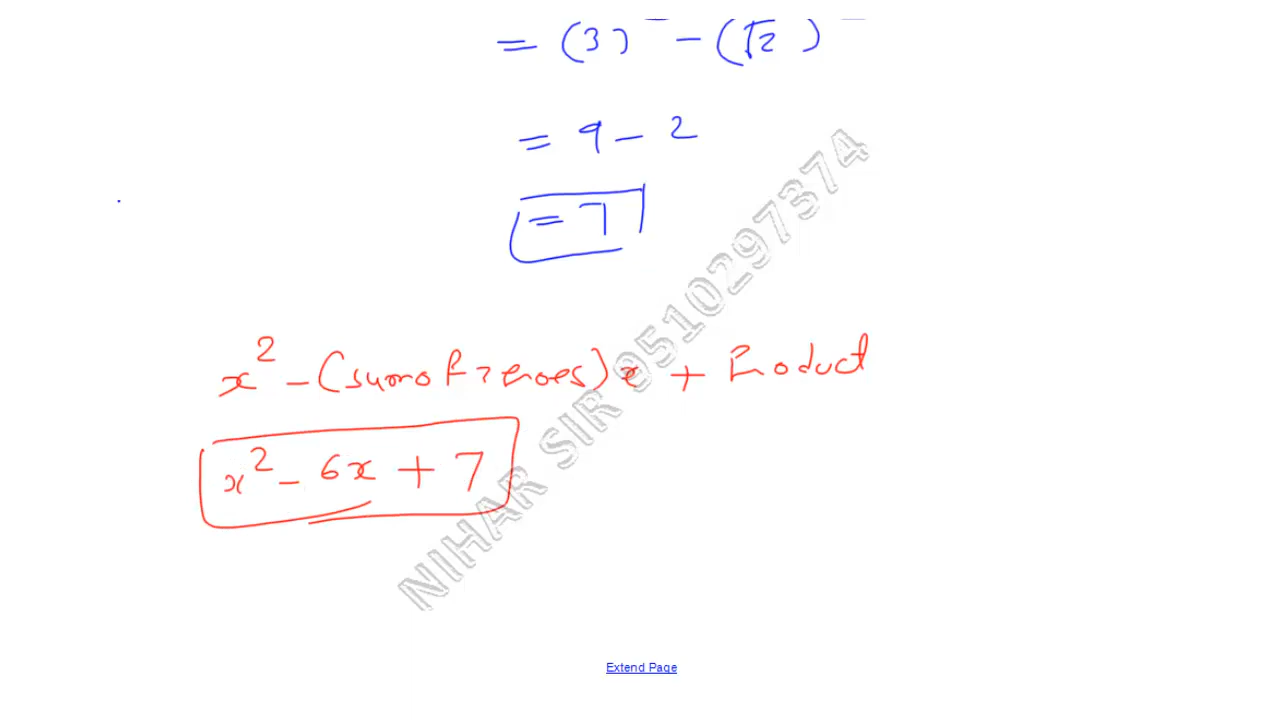 = (3)² - (√2)²
= 9 - 2
= 7
x² - (sum of zeroes)x + Product
x² - 6x + 7
NIHAR SIR 9510297374
Extend Page